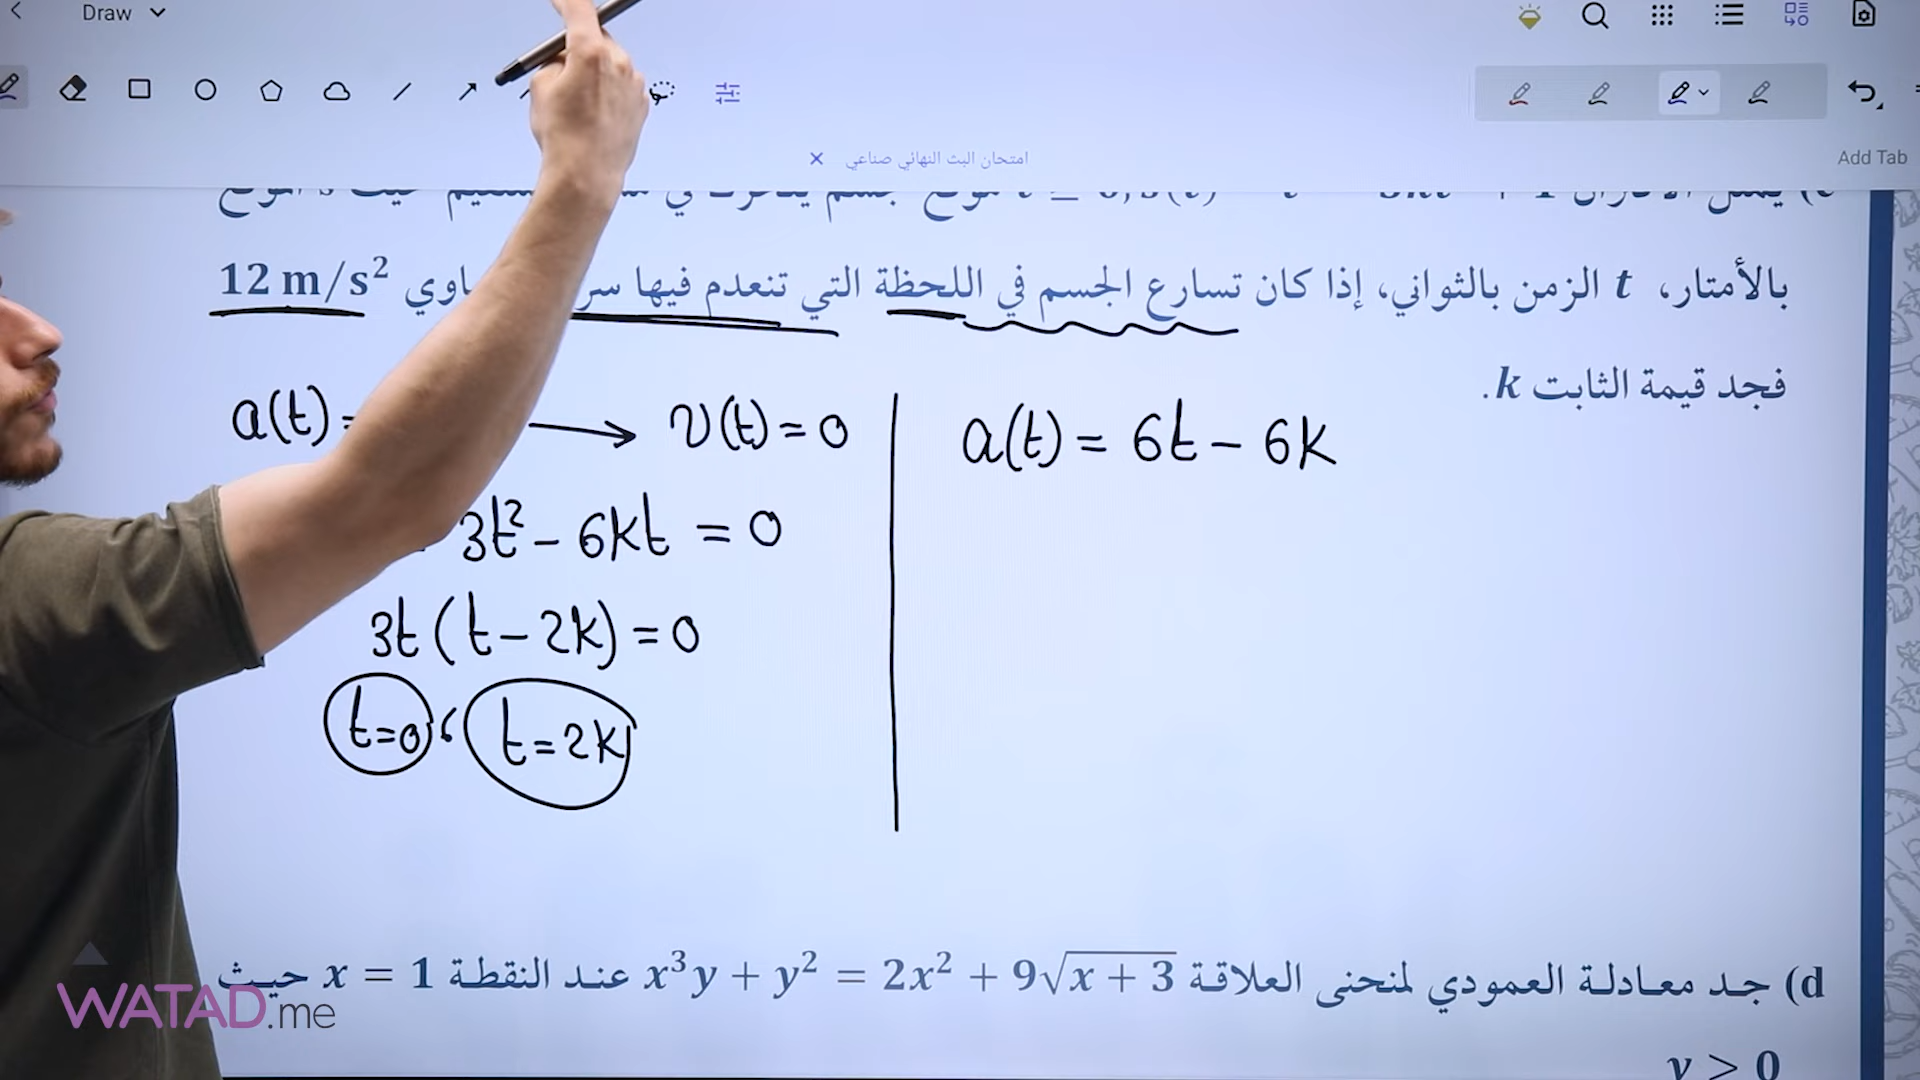 Draw
امتحان البث النهائي صناعي
Add Tab
بالأمتار، t الزمن بالثواني، إذا كان تسارع الجسم في اللحظة التي تنعدم فيها 12 m/s²
فجد قيمة الثابت k.
a(t) = → v(t) = 0
3t² - 6kt = 0
3t (t - 2k) = 0
t=0 ، t=2k
a(t) = 6t - 6k
d) جد معادلة العمودي لمنحنى العلاقة x³y + y² = 2x² + 9√(x + 3) عند النقطة x = 1 حيث
y > 0
WATAD.me